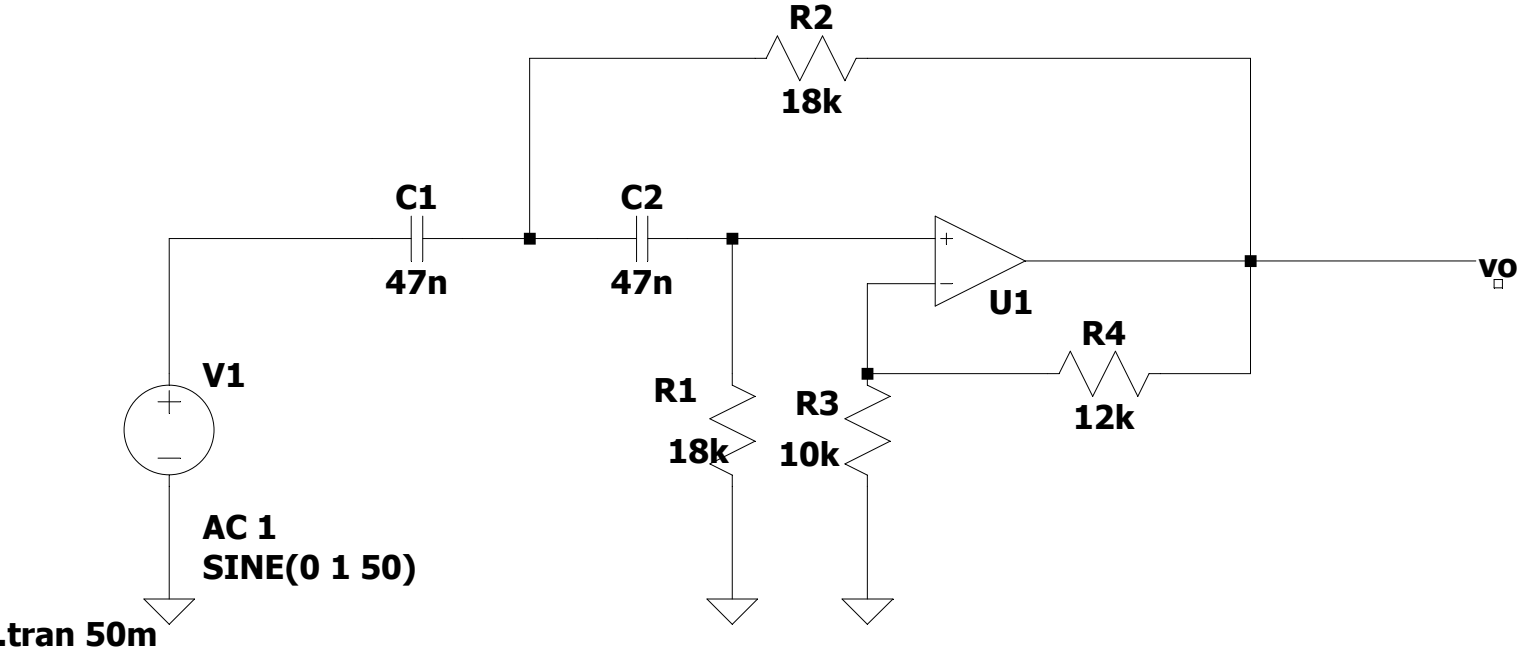 R2
18k
C1
47n
C2
47n
+
−
U1
vo
R4
12k
V1
+
−
R1
18k
R3
10k
AC 1
SINE(0 1 50)
.tran 50m